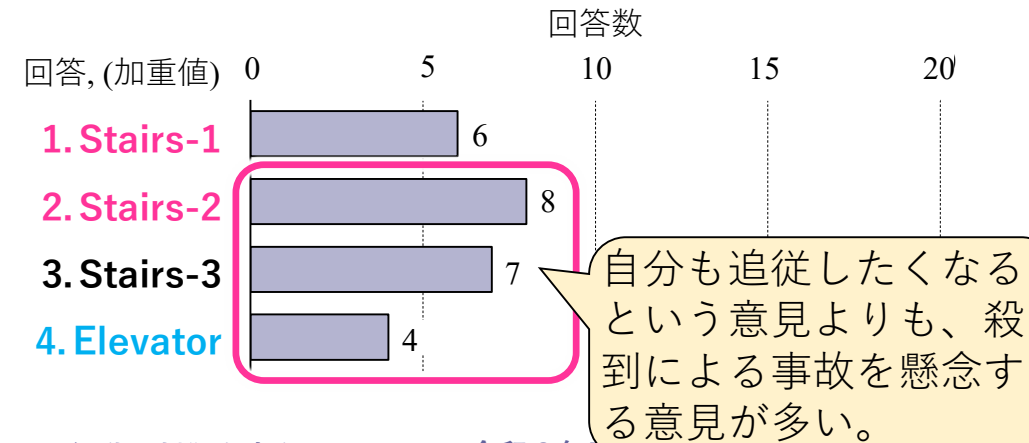 回答数
回答, (加重値) 0 5 10 15 20
1. Stairs-1 6
2. Stairs-2 8
3. Stairs-3 7
4. Elevator 4
自分も追従したくなる
という意見よりも、殺
到による事故を懸念す
る意見が多い。